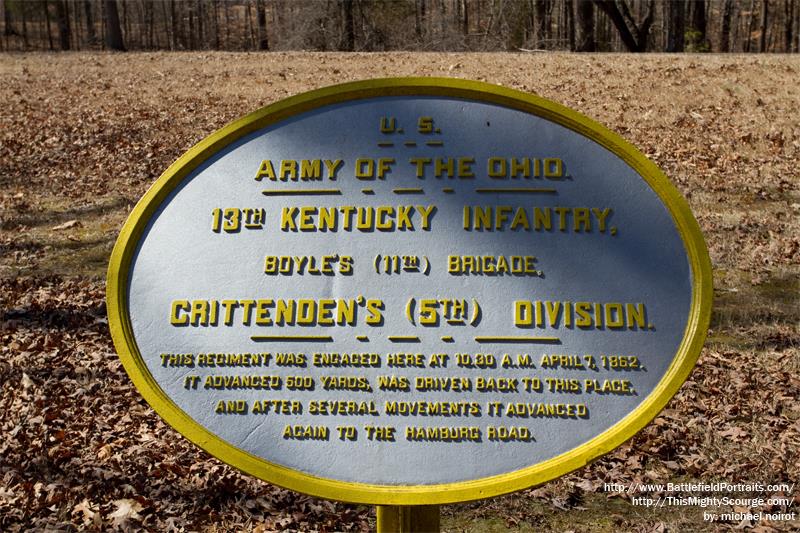 U. S.
ARMY OF THE OHIO.
13TH KENTUCKY INFANTRY,
BOYLE'S (11TH) BRIGADE,
CRITTENDEN'S (5TH) DIVISION.
THIS REGIMENT WAS ENGAGED HERE AT 10.30 A.M. APRIL 7, 1862.
IT ADVANCED 500 YARDS, WAS DRIVEN BACK TO THIS PLACE,
AND AFTER SEVERAL MOVEMENTS IT ADVANCED
AGAIN TO THE HAMBURG ROAD.
http://www.BattlefieldPortraits.com/
http://ThisMightyScourge.com/
by: michael noirot